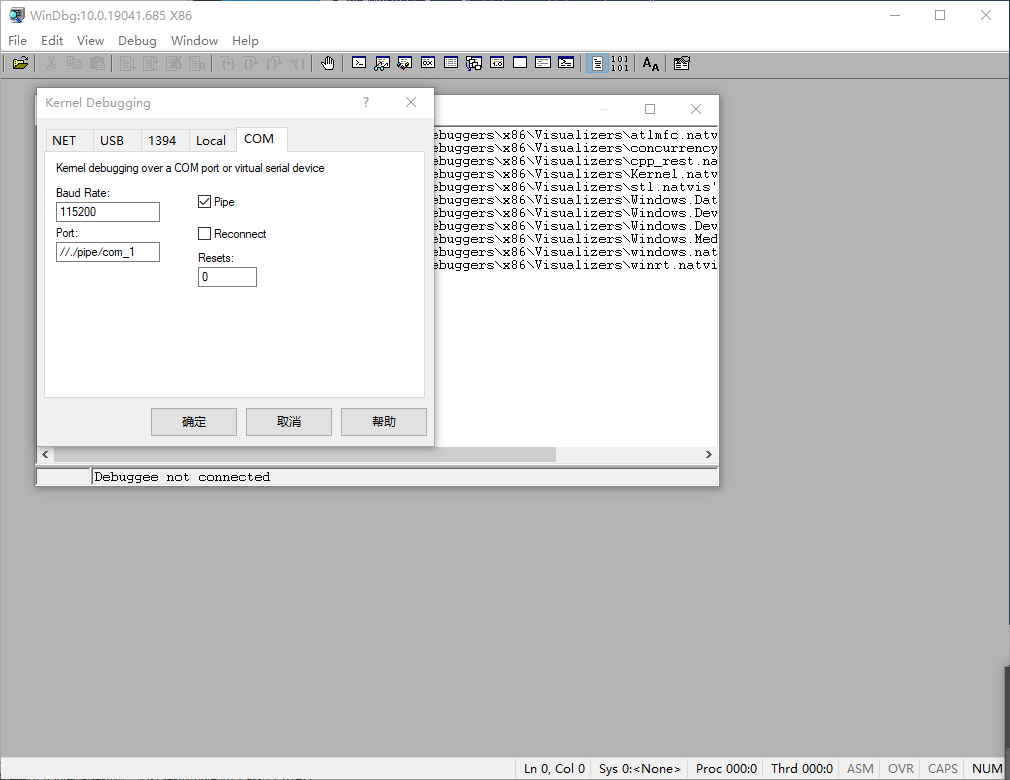 WinDbg:10.0.19041.685 X86
File Edit View Debug Window Help
Kernel Debugging
NET USB 1394 Local COM
Kernel debugging over a COM port or virtual serial device
Baud Rate:
115200
Pipe
Port:
//./pipe/com_1
Reconnect
Resets:
0
确定 取消 帮助
ebuggers\x86\Visualizers\atlmfc.natv
ebuggers\x86\Visualizers\concurrency
ebuggers\x86\Visualizers\cpp_rest.na
ebuggers\x86\Visualizers\Kernel.natv
ebuggers\x86\Visualizers\stl.natvis'
ebuggers\x86\Visualizers\Windows.Dat
ebuggers\x86\Visualizers\Windows.Dev
ebuggers\x86\Visualizers\Windows.Dev
ebuggers\x86\Visualizers\Windows.Med
ebuggers\x86\Visualizers\windows.nat
ebuggers\x86\Visualizers\winrt.natvi
Debuggee not connected
Ln 0, Col 0 Sys 0:<None> Proc 000:0 Thrd 000:0 ASM OVR CAPS NUM